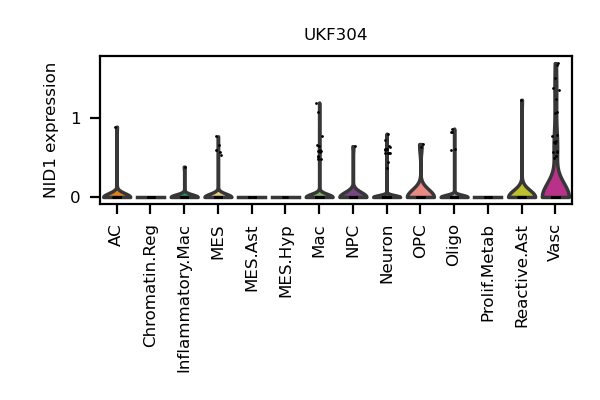 UKF304
NID1 expression
1
0
AC
Chromatin.Reg
Inflammatory.Mac
MES
MES.Ast
MES.Hyp
Mac
NPC
Neuron
OPC
Oligo
Prolif.Metab
Reactive.Ast
Vasc